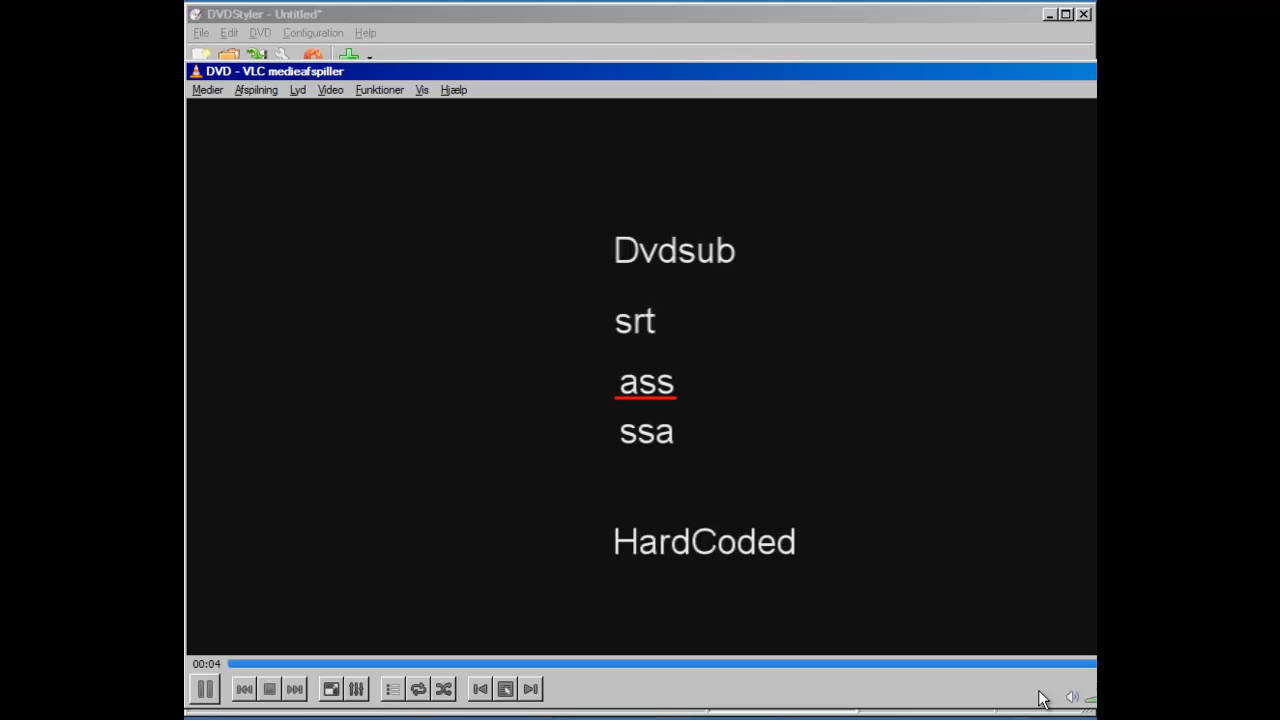 DVDStyler - Untitled*
File Edit DVD Configuration Help
DVD - VLC medieafspiller
Medier Afspilning Lyd Video Funktioner Vis Hjælp
Dvdsub
srt
ass
ssa
HardCoded
00:04